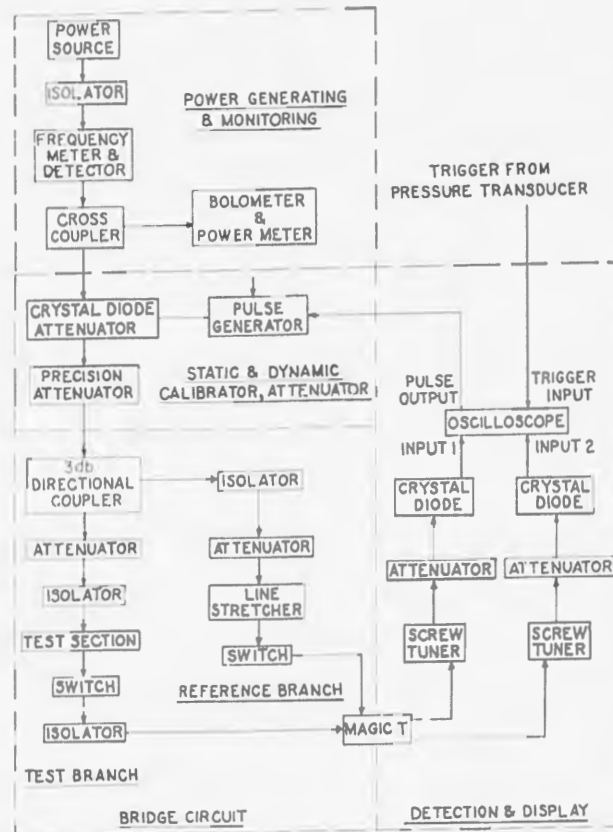 POWER
SOURCE
ISOLATOR
POWER GENERATING
& MONITORING
FREQUENCY
METER &
DETECTOR
TRIGGER FROM
PRESSURE TRANSDUCER
CROSS
COUPLER
BOLOMETER
&
POWER METER
CRYSTAL DIODE
ATTENUATOR
PULSE
GENERATOR
PRECISION
ATTENUATOR
STATIC & DYNAMIC
CALIBRATOR, ATTENUATOR
PULSE
OUTPUT
TRIGGER
INPUT
OSCILLOSCOPE
INPUT 1
INPUT 2
3db
DIRECTIONAL
COUPLER
ISOLATOR
CRYSTAL
DIODE
CRYSTAL
DIODE
ATTENUATOR
ATTENUATOR
ATTENUATOR
ATTENUATOR
ISOLATOR
LINE
STRETCHER
TEST SECTION
SWITCH
SCREW
TUNER
SCREW
TUNER
SWITCH
REFERENCE BRANCH
ISOLATOR
MAGIC T
TEST BRANCH
BRIDGE CIRCUIT
DETECTION & DISPLAY